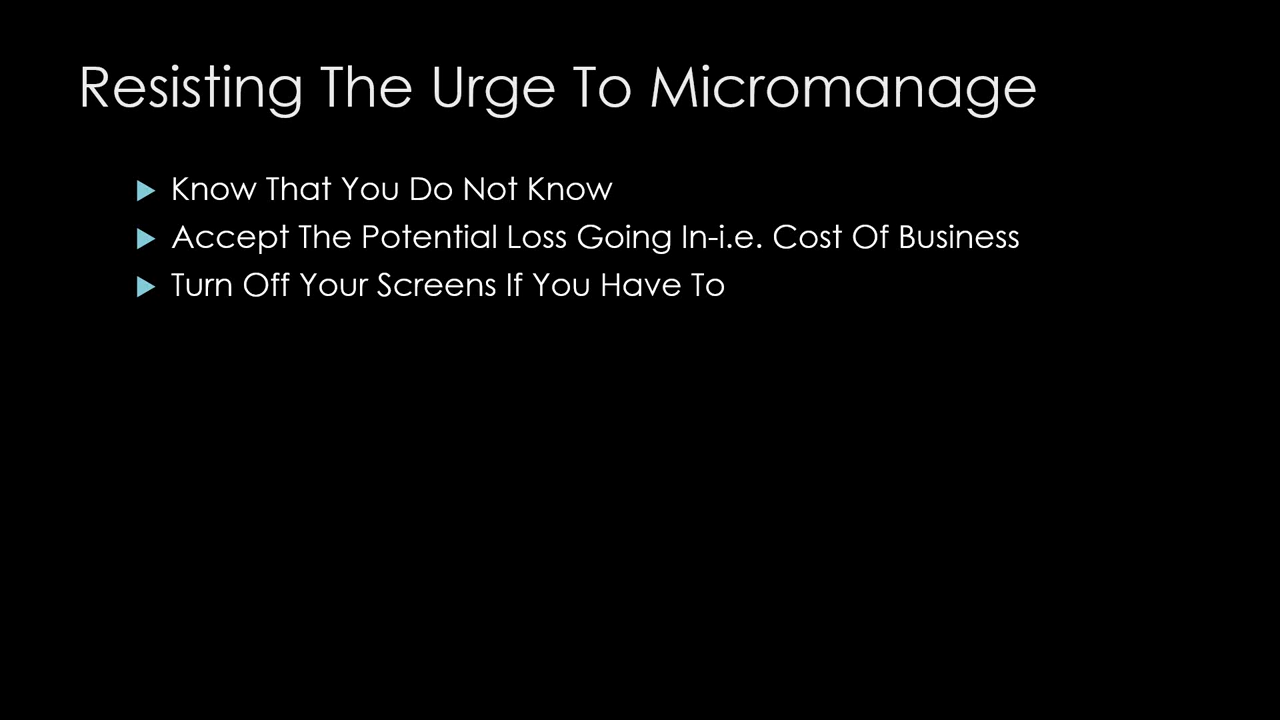 Resisting The Urge To Micromanage
Know That You Do Not Know
Accept The Potential Loss Going In-i.e. Cost Of Business
Turn Off Your Screens If You Have To